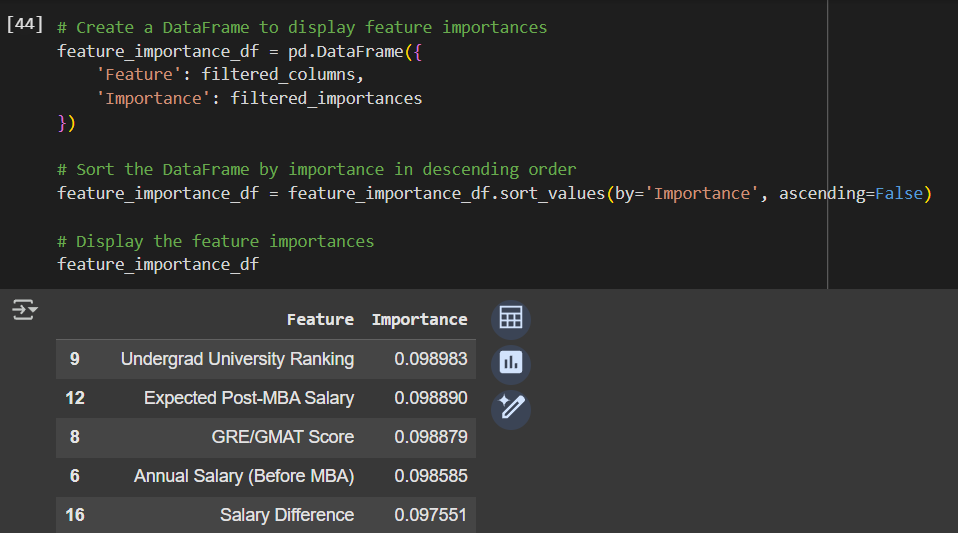 [44] # Create a DataFrame to display feature importances
feature_importance_df = pd.DataFrame({
    'Feature': filtered_columns,
    'Importance': filtered_importances
})
# Sort the DataFrame by importance in descending order
feature_importance_df = feature_importance_df.sort_values(by='Importance', ascending=False)
# Display the feature importances
feature_importance_df
Feature Importance
9 Undergrad University Ranking 0.098983
12 Expected Post-MBA Salary 0.098890
8 GRE/GMAT Score 0.098879
6 Annual Salary (Before MBA) 0.098585
16 Salary Difference 0.097551